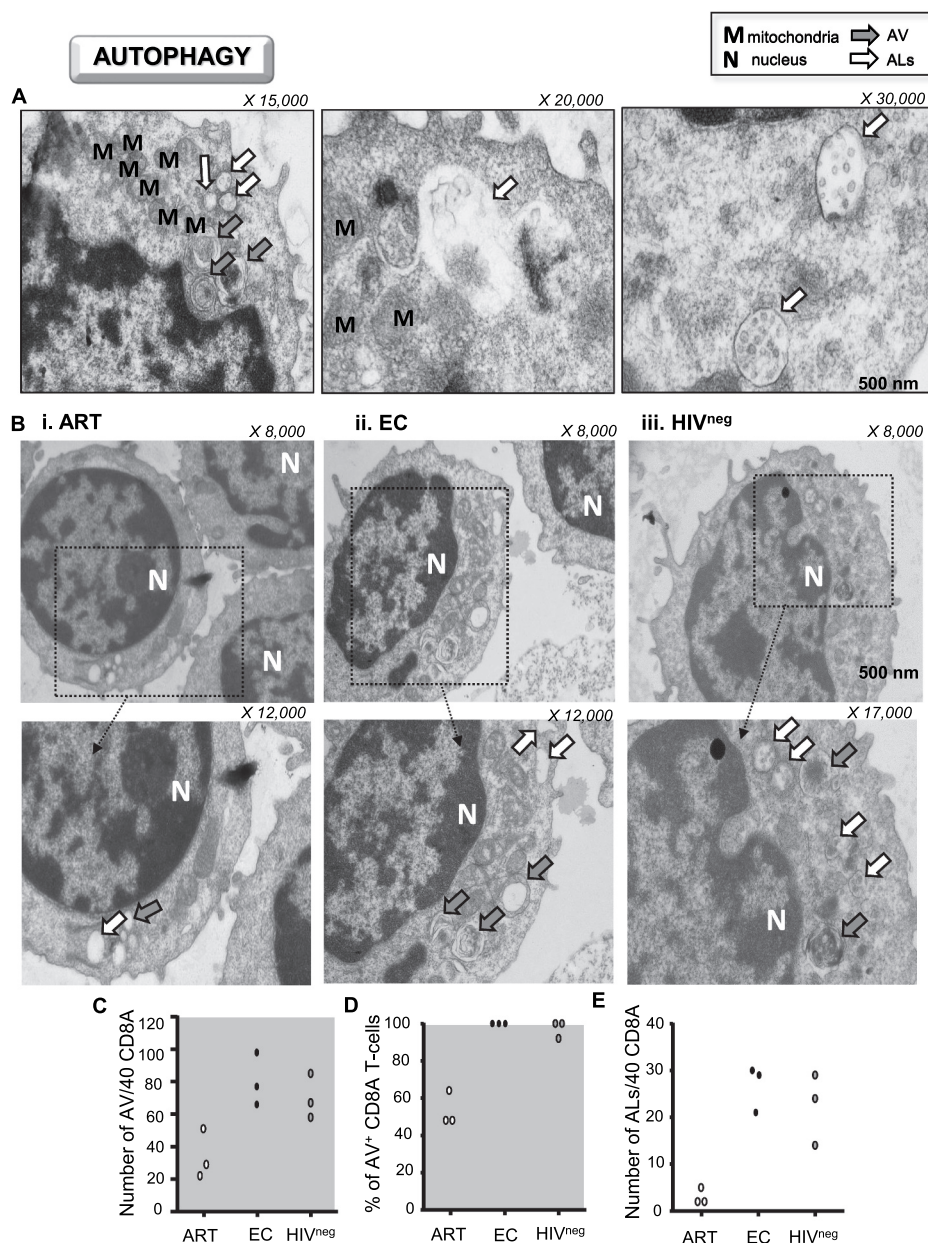 AUTOPHAGY
M mitochondria AV
N nucleus ALs
A
X 15,000 X 20,000 X 30,000
M M M M M M M M
M M M
500 nm
B i. ART ii. EC iii. HIVneg
X 8,000 X 8,000 X 8,000
N N N
N N
N
500 nm
X 12,000 X 12,000 X 17,000
N N N
C D E
Number of AV/40 CD8A
120
100
80
60
40
20
0
ART EC HIVneg
% of AV+ CD8A T-cells
100
80
60
40
20
0
ART EC HIVneg
Number of ALs/40 CD8A
40
30
20
10
0
ART EC HIVneg